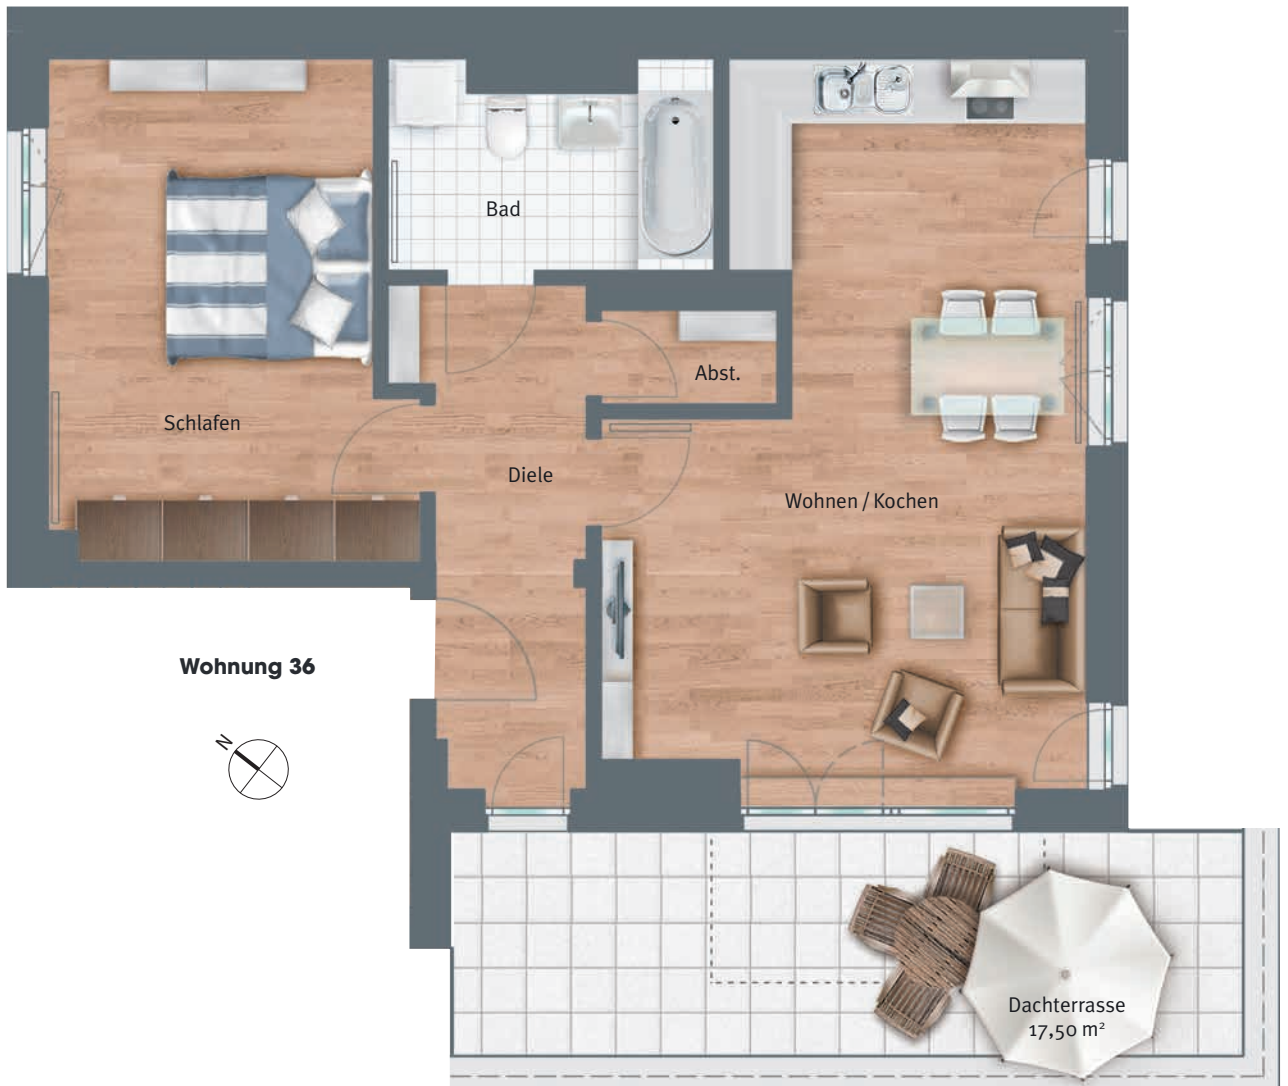 Bad
Abst.
Schlafen
Diele
Wohnen / Kochen
Wohnung 36
N
Dachterrasse
17,50 m²